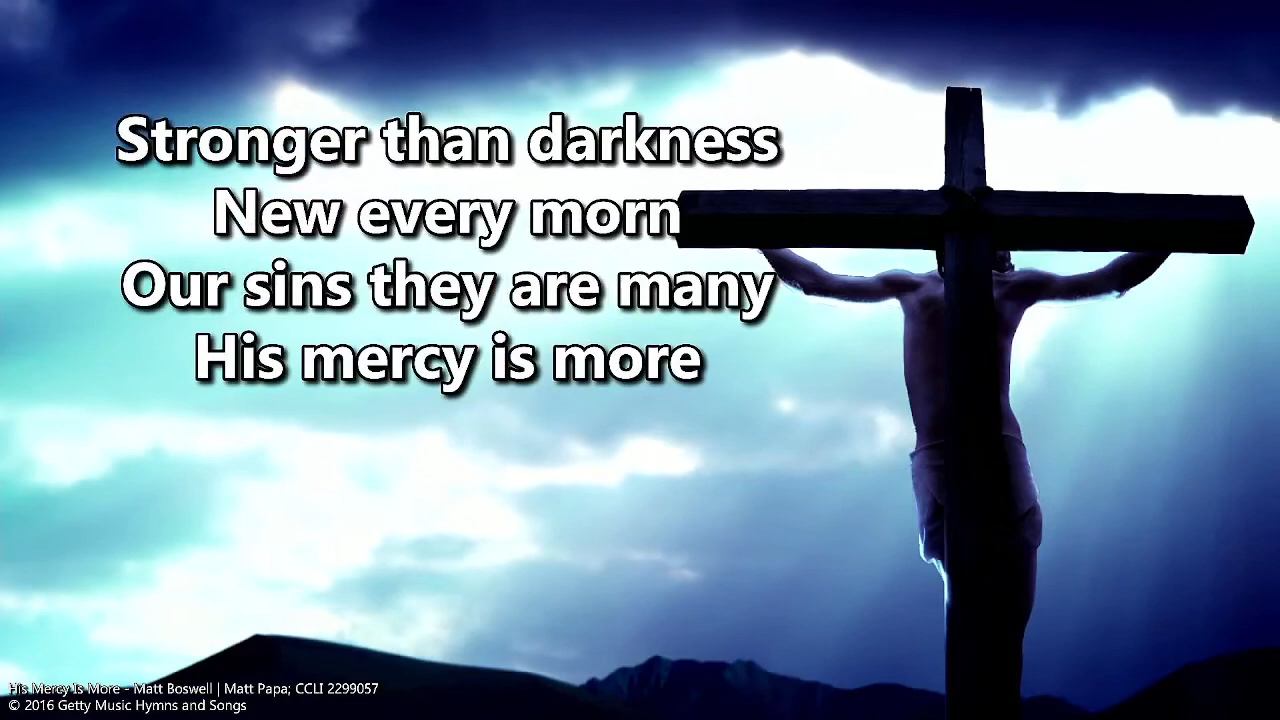 Stronger than darkness
New every morn
Our sins they are many
His mercy is more
His Mercy Is More - Matt Boswell | Matt Papa; CCLI 2299057
© 2016 Getty Music Hymns and Songs